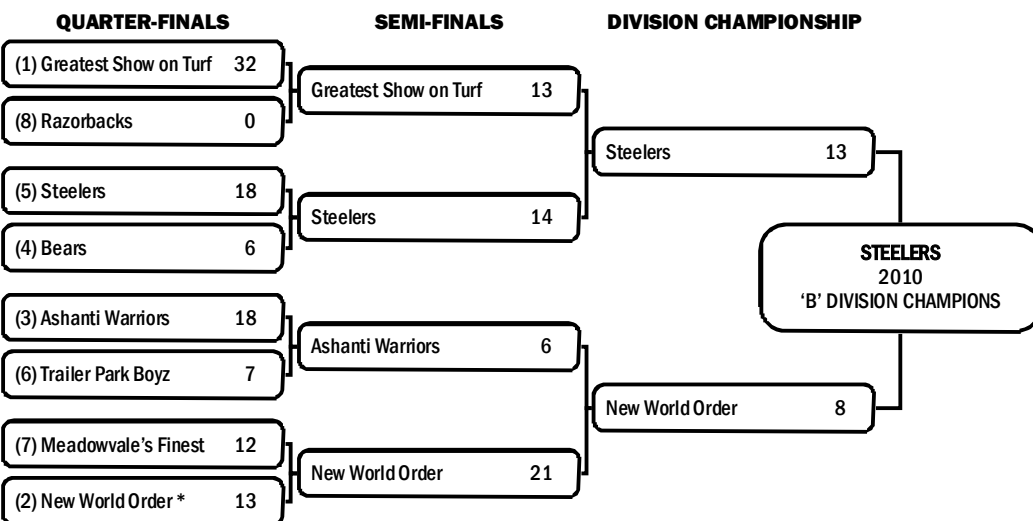 QUARTER-FINALS SEMI-FINALS DIVISION CHAMPIONSHIP
(1) Greatest Show on Turf 32
(8) Razorbacks 0
(5) Steelers 18
(4) Bears 6
(3) Ashanti Warriors 18
(6) Trailer Park Boyz 7
(7) Meadowvale’s Finest 12
(2) New World Order * 13
Greatest Show on Turf 13
Steelers 14
Ashanti Warriors 6
New World Order 21
Steelers 13
New World Order 8
STEELERS
2010
‘B’ DIVISION CHAMPIONS